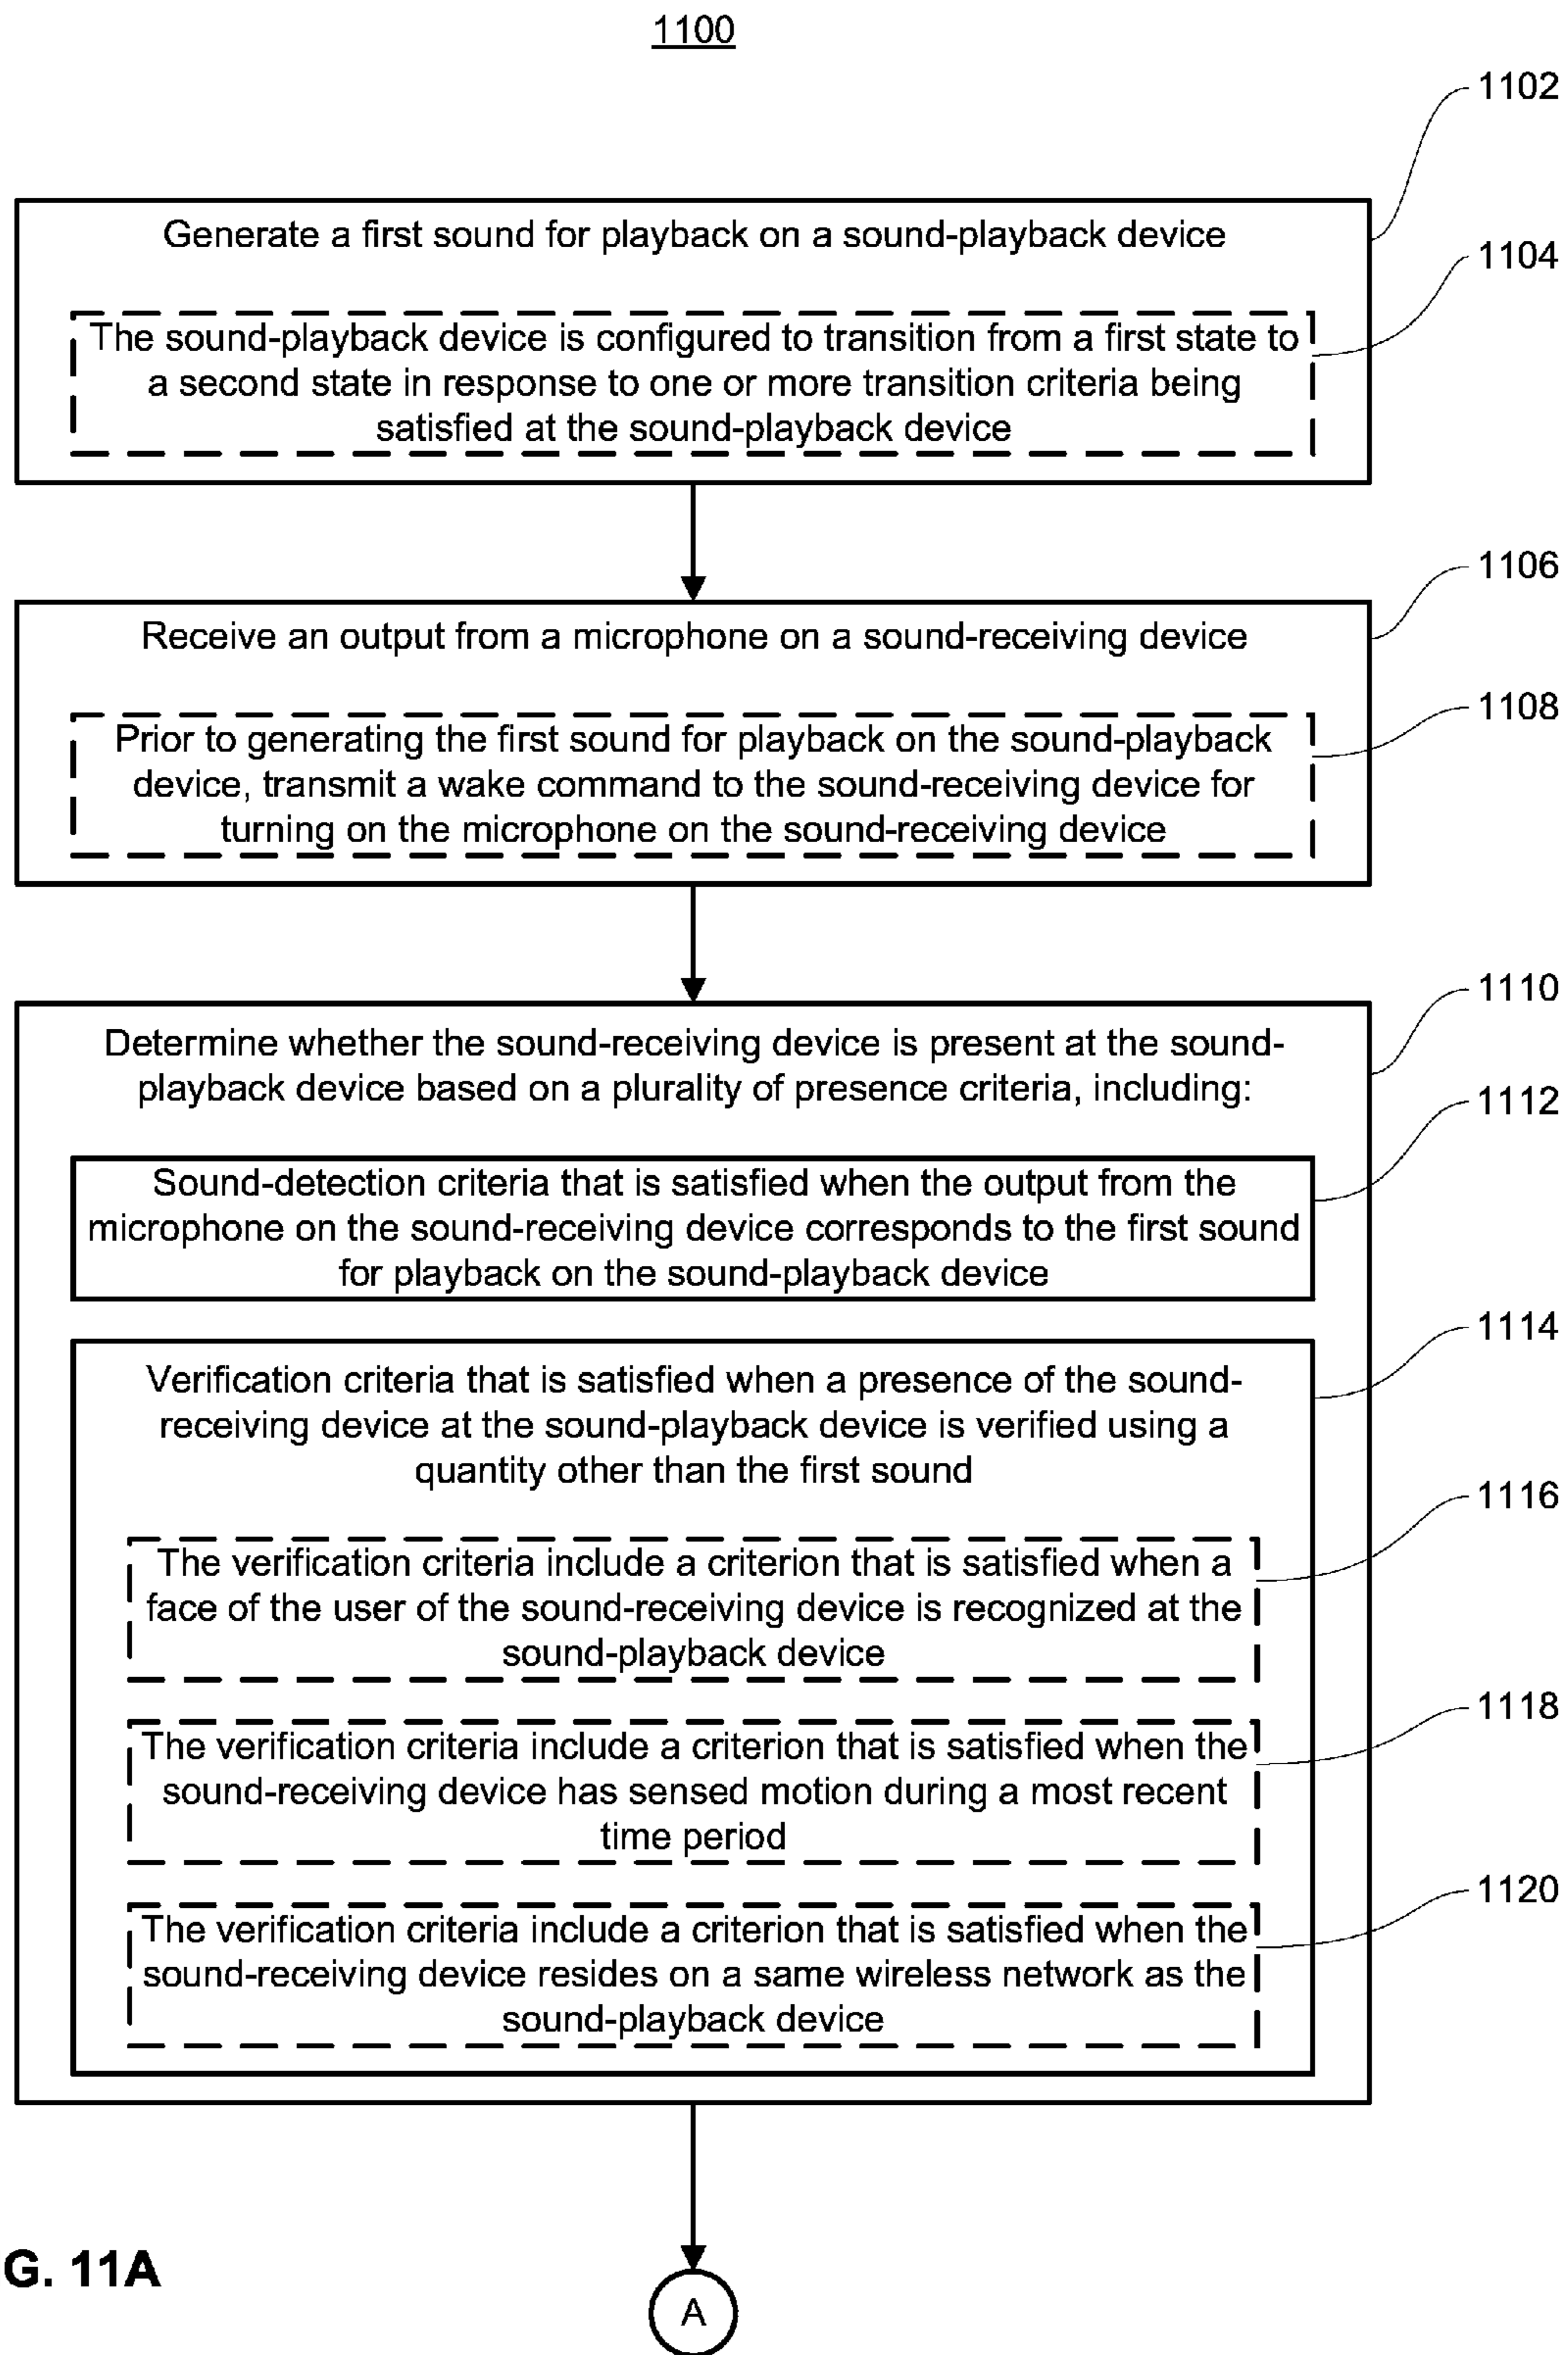 1100
1102
Generate a first sound for playback on a sound-playback device
1104
The sound-playback device is configured to transition from a first state to
a second state in response to one or more transition criteria being
satisfied at the sound-playback device
1106
Receive an output from a microphone on a sound-receiving device
1108
Prior to generating the first sound for playback on the sound-playback
device, transmit a wake command to the sound-receiving device for
turning on the microphone on the sound-receiving device
1110
Determine whether the sound-receiving device is present at the sound-
playback device based on a plurality of presence criteria, including:
1112
Sound-detection criteria that is satisfied when the output from the
microphone on the sound-receiving device corresponds to the first sound
for playback on the sound-playback device
1114
Verification criteria that is satisfied when a presence of the sound-
receiving device at the sound-playback device is verified using a
quantity other than the first sound
1116
The verification criteria include a criterion that is satisfied when a
face of the user of the sound-receiving device is recognized at the
sound-playback device
1118
The verification criteria include a criterion that is satisfied when the
sound-receiving device has sensed motion during a most recent
time period
1120
The verification criteria include a criterion that is satisfied when the
sound-receiving device resides on a same wireless network as the
sound-playback device
G. 11A
A